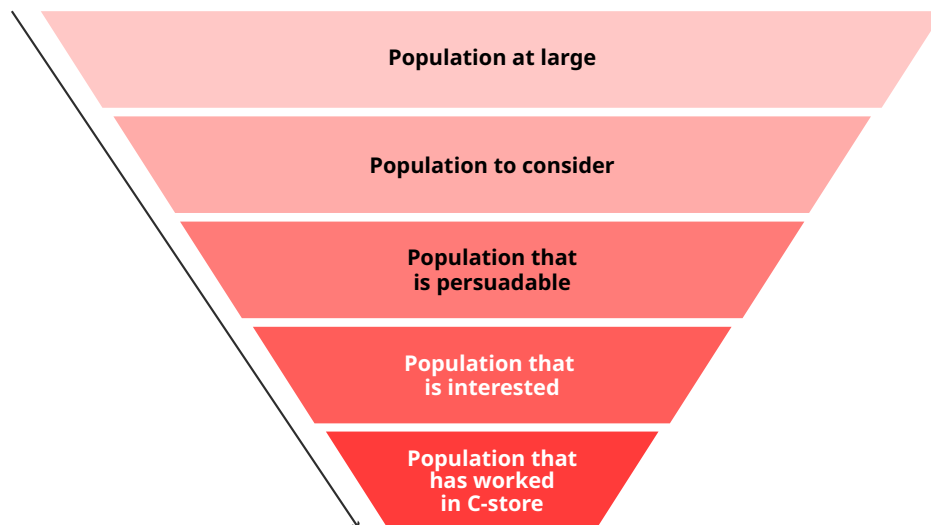 Population at large
Population to consider
Population that
is persuadable
Population that
is interested
Population that
has worked
in C-store